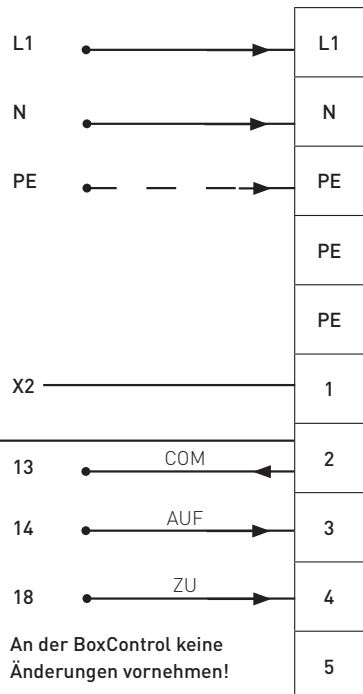 L1 L1
N N
PE PE
PE
PE
X2 1
2
13 COM
14 AUF 3
18 ZU 4
An der BoxControl keine
Änderungen vornehmen!
5